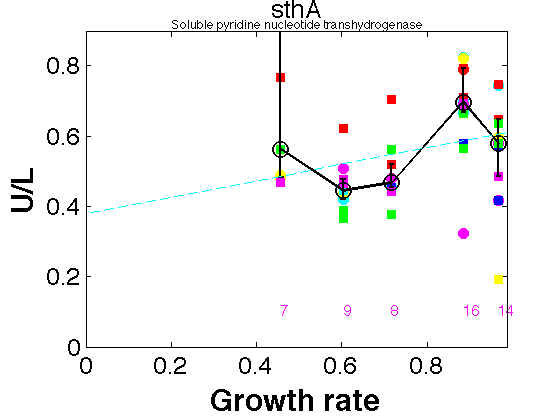 sthA
Soluble pyridine nucleotide transhydrogenase
0.8
0.6
0.4
0.2
0
U/L
7 9 8 16 14
0 0.2 0.4 0.6 0.8
Growth rate